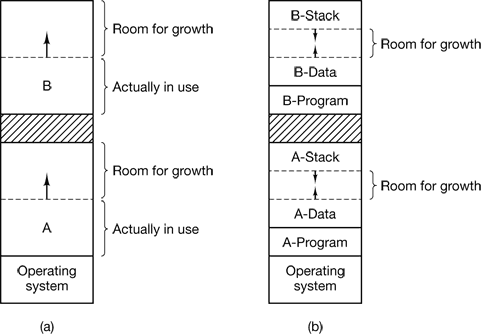 Room for growth
B
Actually in use
Room for growth
A
Actually in use
Operating
system
(a)
B-Stack
Room for growth
B-Data
B-Program
A-Stack
Room for growth
A-Data
A-Program
Operating
system
(b)